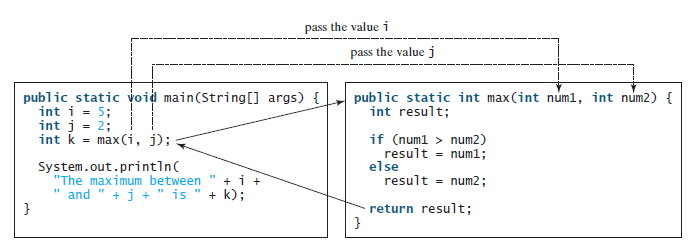 pass the value i
pass the value j
public static void main(String[] args) {
int i = 5;
int j = 2;
int k = max(i, j);
System.out.println(
"The maximum between " + i +
" and " + j + " is " + k);
}
public static int max(int num1, int num2) {
int result;
if (num1 > num2)
result = num1;
else
result = num2;
return result;
}